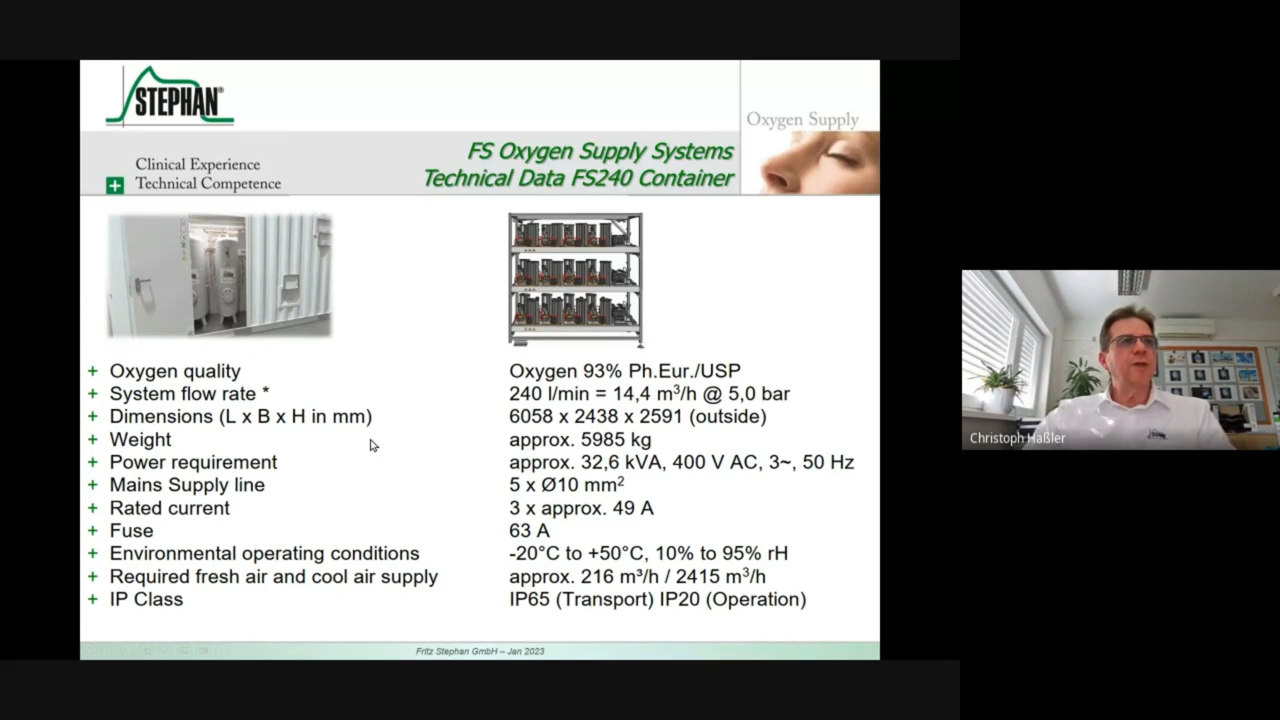 STEPHAN®
Oxygen Supply
Clinical Experience
Technical Competence
FS Oxygen Supply Systems
Technical Data FS240 Container
+ Oxygen quality Oxygen 93% Ph.Eur./USP
+ System flow rate * 240 l/min = 14,4 m³/h @ 5,0 bar
+ Dimensions (L x B x H in mm) 6058 x 2438 x 2591 (outside)
+ Weight approx. 5985 kg
+ Power requirement approx. 32,6 kVA, 400 V AC, 3~, 50 Hz
+ Mains Supply line 5 x Ø10 mm²
+ Rated current 3 x approx. 49 A
+ Fuse 63 A
+ Environmental operating conditions -20°C to +50°C, 10% to 95% rH
+ Required fresh air and cool air supply approx. 216 m³/h / 2415 m³/h
+ IP Class IP65 (Transport) IP20 (Operation)
Fritz Stephan GmbH – Jan 2023
Christoph Haßler